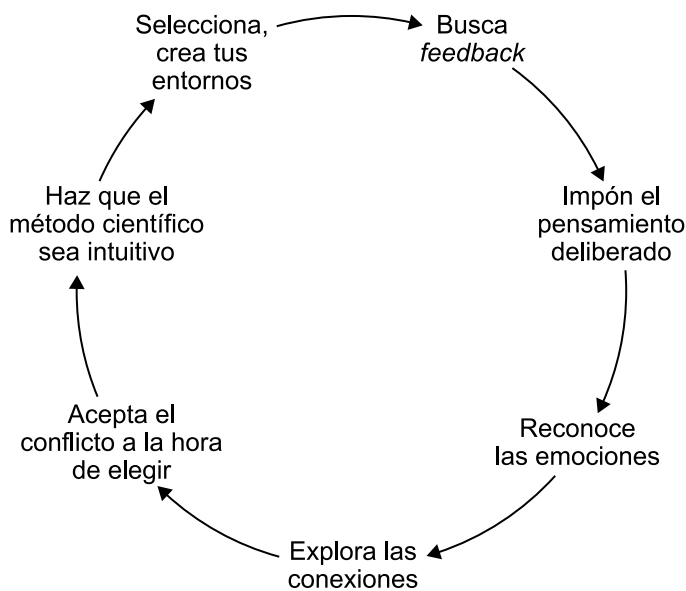 Selecciona,
crea tus
entornos
Busca
feedback
Impón el
pensamiento
deliberado
Reconoce
las emociones
Explora las
conexiones
Acepta el
conflicto a la hora
de elegir
Haz que el
método científico
sea intuitivo